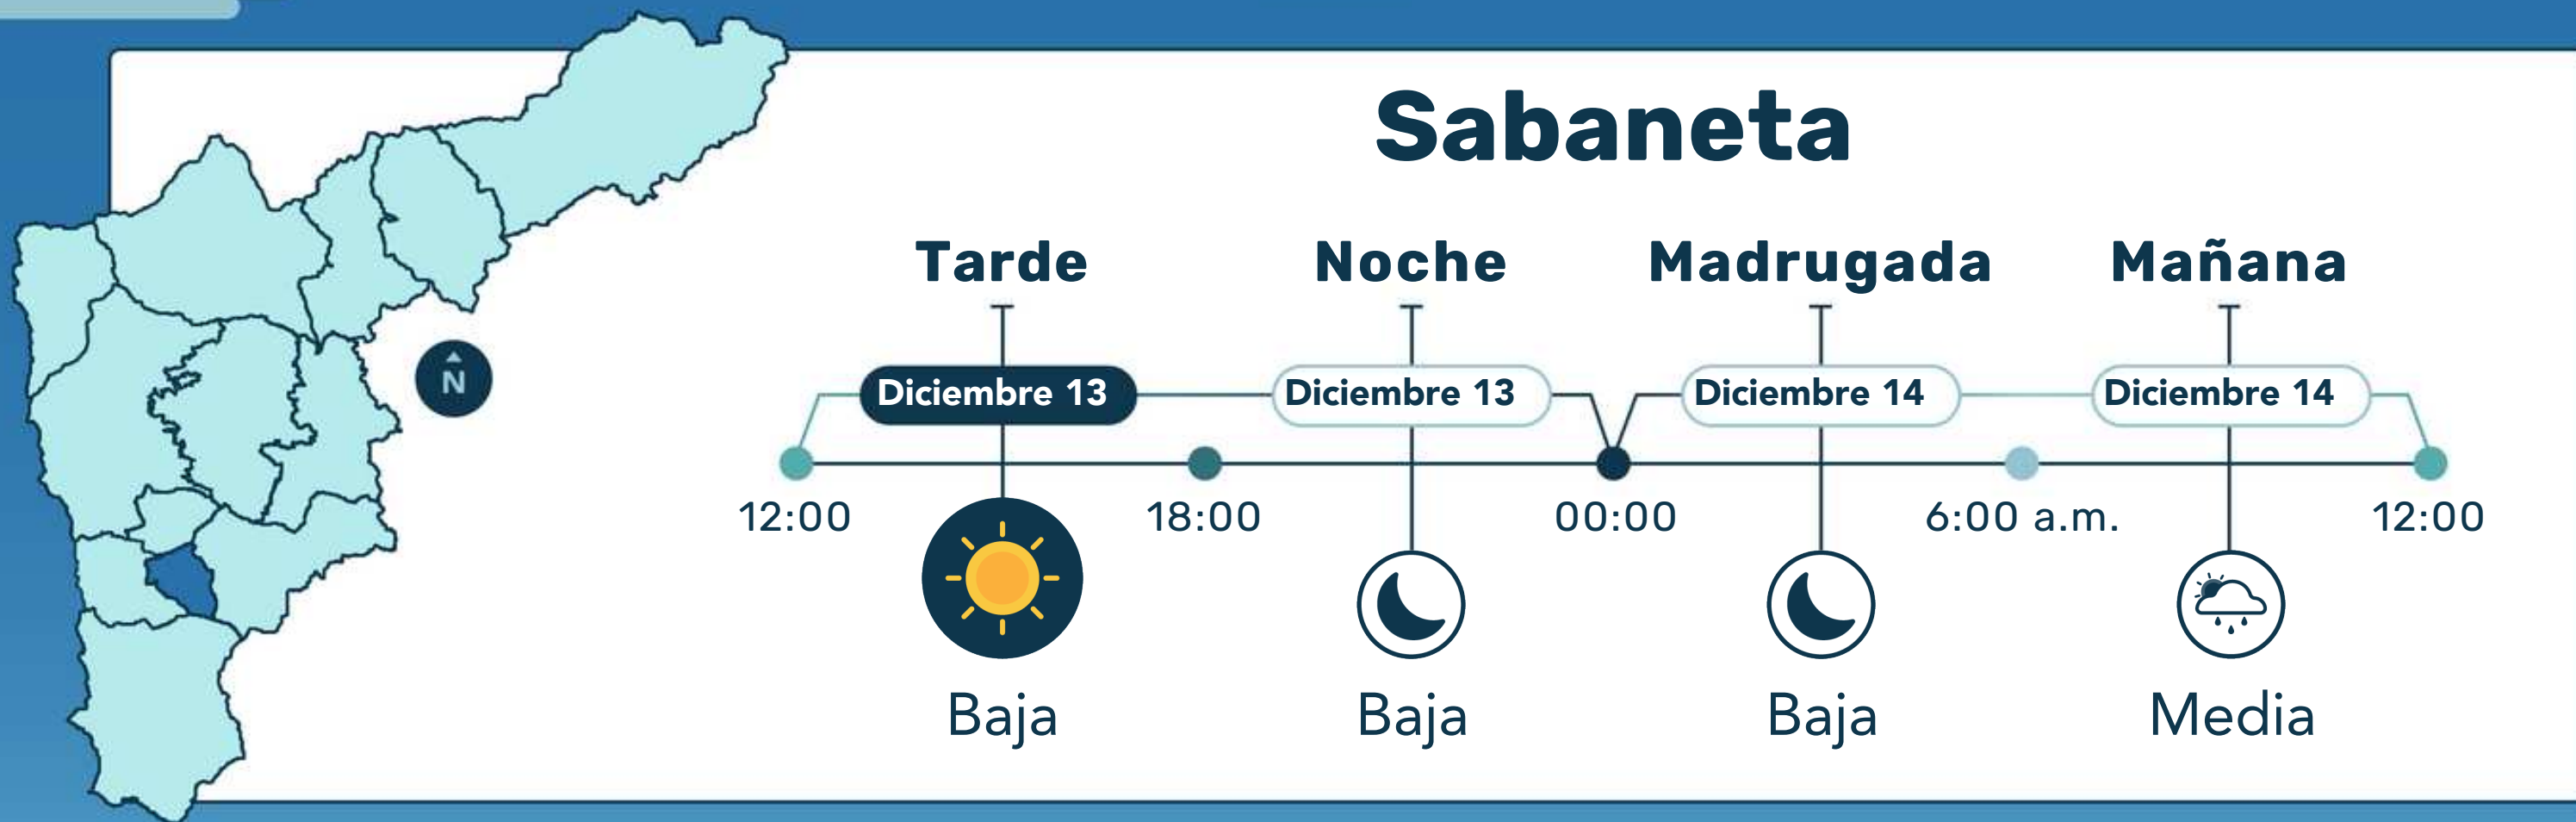 Sabaneta
Tarde Noche Madrugada Mañana
N
Diciembre 13 Diciembre 13 Diciembre 14 Diciembre 14
12:00 18:00 00:00 6:00 a.m. 12:00
Baja Baja Baja Media